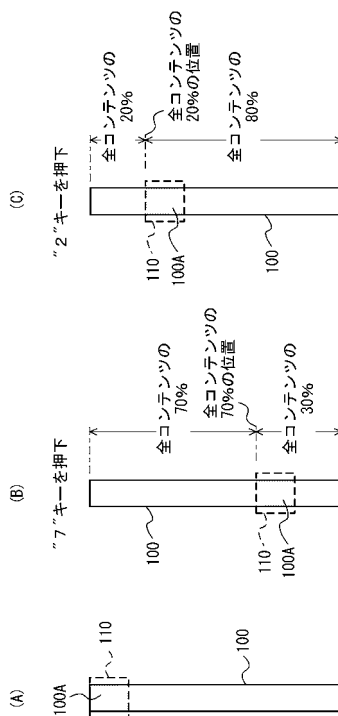 (A)
100A
110
100
(B)
"7"キーを押下
100
全コンテンツの
70%
全コンテンツの
70%の位置
全コンテンツの
30%
110
100A
(C)
"2"キーを押下
全コンテンツの
20%
全コンテンツの
20%の位置
全コンテンツの
80%
110
100A
100